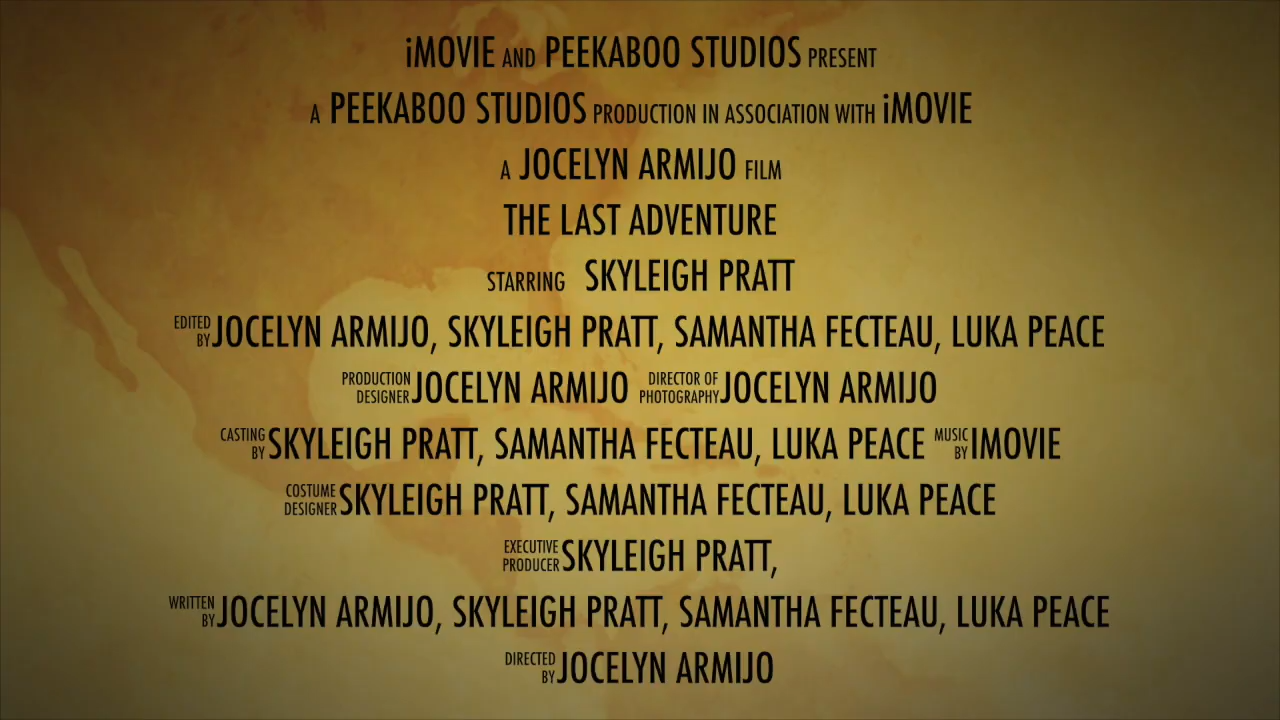 iMOVIE AND PEEKABOO STUDIOS PRESENT
A PEEKABOO STUDIOS PRODUCTION IN ASSOCIATION WITH iMOVIE
A JOCELYN ARMIJO FILM
THE LAST ADVENTURE
STARRING SKYLEIGH PRATT
EDITED BY JOCELYN ARMIJO, SKYLEIGH PRATT, SAMANTHA FECTEAU, LUKA PEACE
PRODUCTION DESIGNER JOCELYN ARMIJO DIRECTOR OF PHOTOGRAPHY JOCELYN ARMIJO
CASTING BY SKYLEIGH PRATT, SAMANTHA FECTEAU, LUKA PEACE MUSIC BY IMOVIE
COSTUME DESIGNER SKYLEIGH PRATT, SAMANTHA FECTEAU, LUKA PEACE
EXECUTIVE PRODUCER SKYLEIGH PRATT,
WRITTEN BY JOCELYN ARMIJO, SKYLEIGH PRATT, SAMANTHA FECTEAU, LUKA PEACE
DIRECTED BY JOCELYN ARMIJO